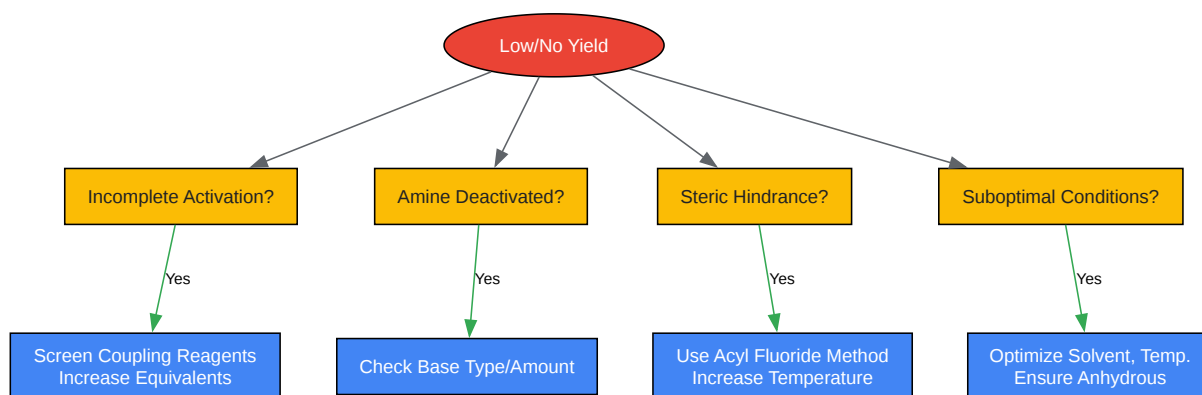 Low/No Yield
Incomplete Activation?
Amine Deactivated?
Steric Hindrance?
Suboptimal Conditions?
Yes
Yes
Yes
Yes
Screen Coupling Reagents
Increase Equivalents
Check Base Type/Amount
Use Acyl Fluoride Method
Increase Temperature
Optimize Solvent, Temp.
Ensure Anhydrous